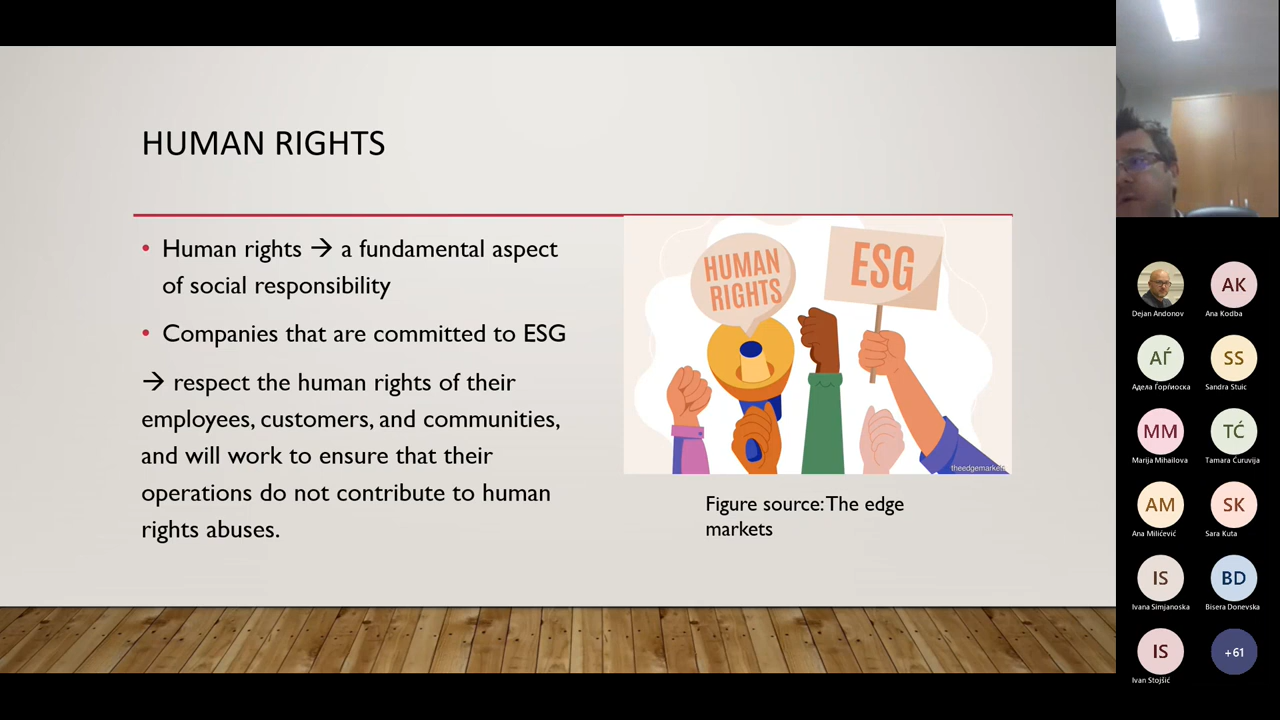 HUMAN RIGHTS
• Human rights → a fundamental aspect
of social responsibility
• Companies that are committed to ESG
→ respect the human rights of their
employees, customers, and communities,
and will work to ensure that their
operations do not contribute to human
rights abuses.
HUMAN
RIGHTS
ESG
theedgemarkets
Figure source: The edge
markets
Dejan Andonov
AK
Ana Kodba
АЃ
Адела Ѓорѓиоска
SS
Sandra Stuic
MM
Marija Mihailova
TĆ
Tamara Ćuruvija
AM
Ana Milićević
SK
Sara Kuta
IS
Ivana Simjanoska
BD
Bisera Donevska
IS
Ivan Stojšić
+61